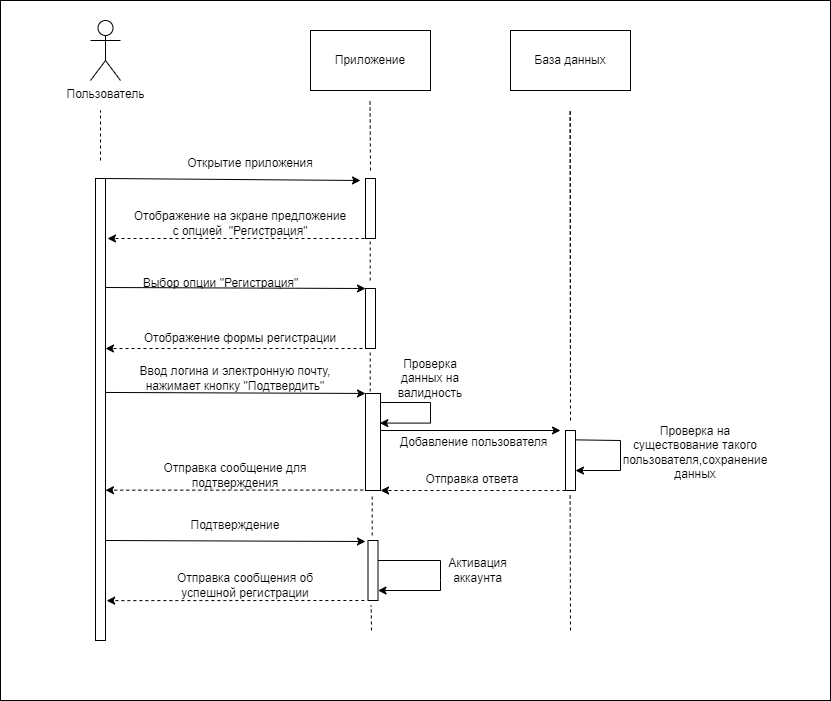 Пользователь
Приложение
База данных
Открытие приложения
Отображение на экране предложение
с опцией "Регистрация"
Выбор опции "Регистрация"
Отображение формы регистрации
Ввод логина и электронную почту,
нажимает кнопку "Подтвердить"
Проверка
данных на
валидность
Добавление пользователя
Проверка на
существование такого
пользователя,сохранение
данных
Отправка сообщение для
подтверждения
Отправка ответа
Подтверждение
Активация
аккаунта
Отправка сообщения об
успешной регистрации